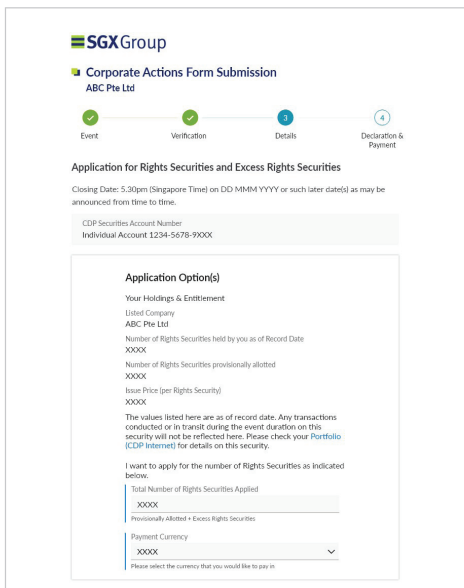 SGX Group
Corporate Actions Form Submission
ABC Pte Ltd
3
4
Event
Verification
Details
Declaration &
Payment
Application for Rights Securities and Excess Rights Securities
Closing Date: 5.30pm (Singapore Time) on DD MMM YYYY or such later date(s) as may be
announced from time to time.
CDP Securities Account Number
Individual Account 1234-5678-9XXX
Application Option(s)
Your Holdings & Entitlement
Listed Company
ABC Pte Ltd
Number of Rights Securities held by you as of Record Date
XXXX
Number of Rights Securities provisionally allotted
XXXX
Issue Price (per Rights Security)
XXXX
The values listed here are as of record date. Any transactions
conducted or in transit during the event duration on this
security will not be reflected here. Please check your Portfolio
(CDP Internet) for details on this security.
I want to apply for the number of Rights Securities as indicated
below.
Total Number of Rights Securities Applied
XXXX
Provisionally Allotted + Excess Rights Securities
Payment Currency
XXXX
Please select the currency that you would like to pay in